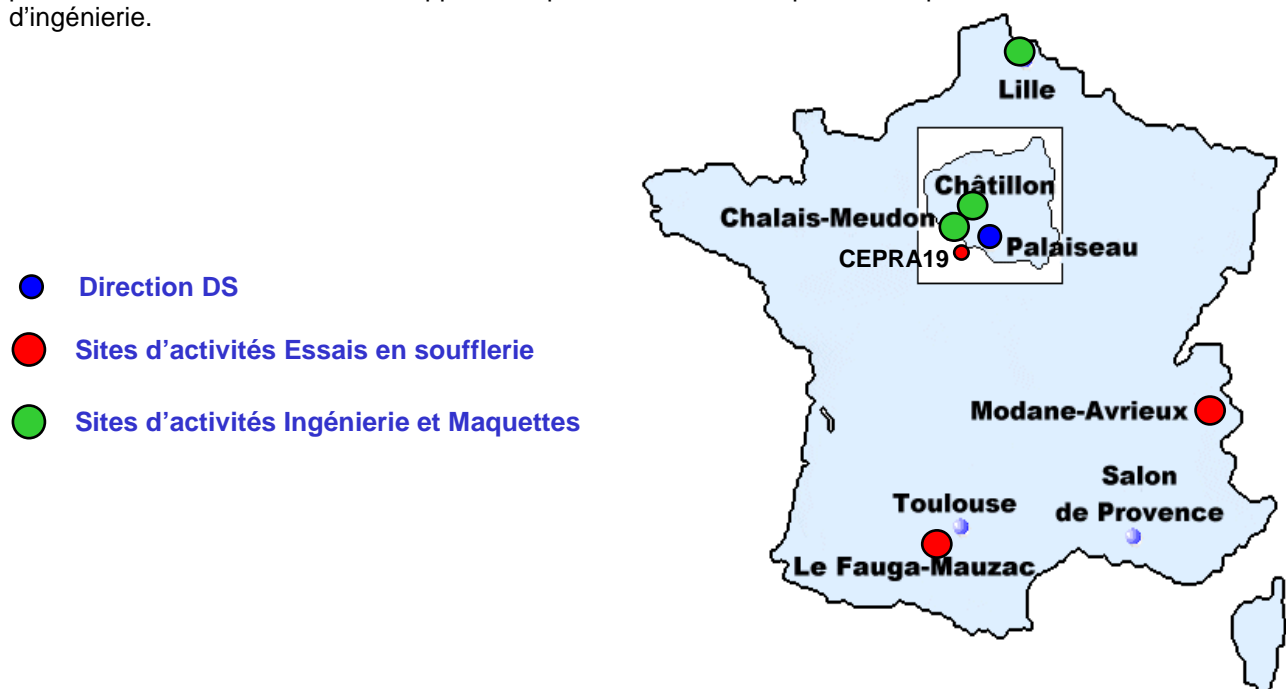 d'ingénierie.
Lille
Châtillon
Chalais-Meudon
Palaiseau
CEPRA19
Direction DS
Sites d'activités Essais en soufflerie
Sites d'activités Ingénierie et Maquettes
Modane-Avrieux
Salon
de Provence
Toulouse
Le Fauga-Mauzac